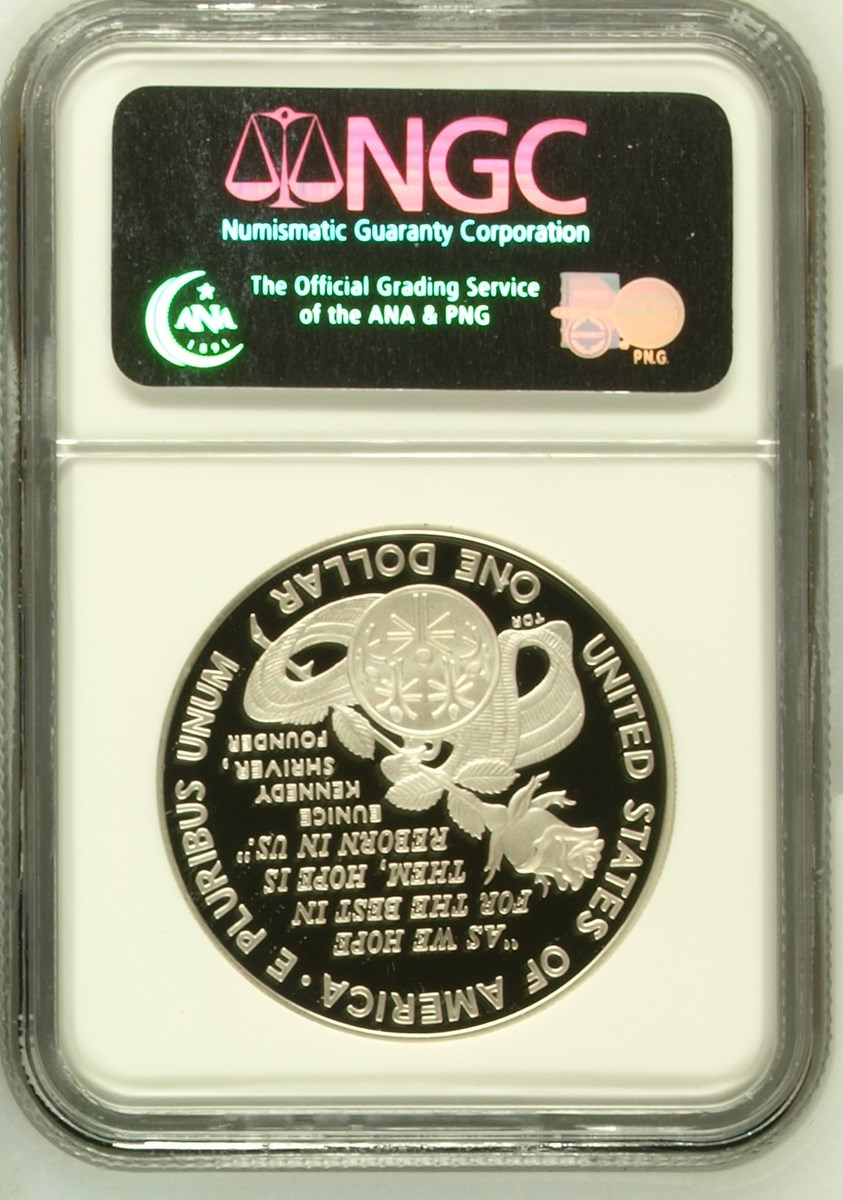 NGC
Numismatic Guaranty Corporation
The Official Grading Service
of the ANA & PNG
ANA
1891
P.N.G.
UNITED STATES OF AMERICA · E PLURIBUS UNUM
"AS WE HOPE
FOR THE BEST IN
THEM, HOPE IS
REBORN IN US."
EUNICE
KENNEDY
SHRIVER,
FOUNDER
TDR
ONE DOLLAR